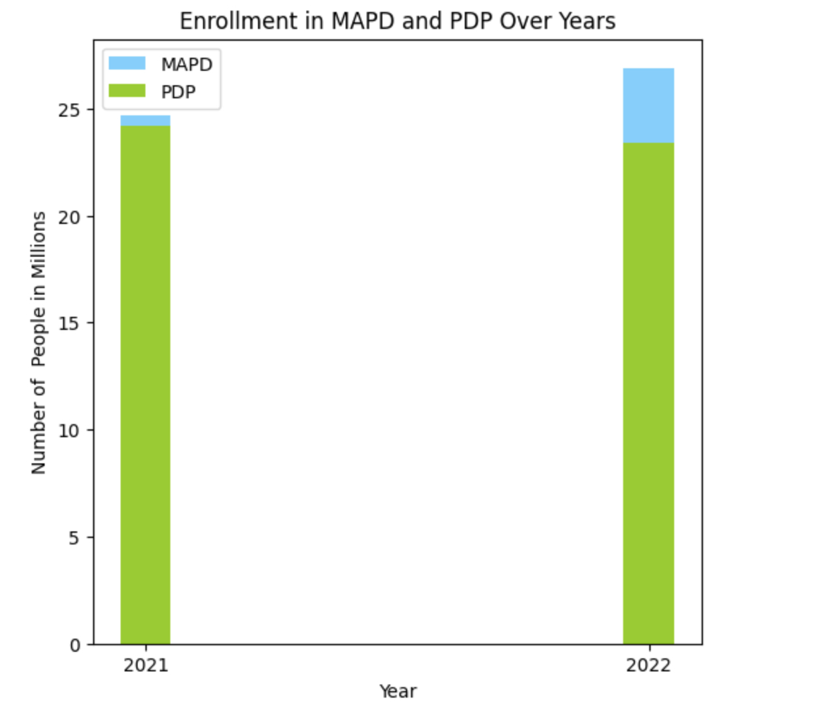 Enrollment in MAPD and PDP Over Years
MAPD
PDP
25
20
15
10
5
0
Number of  People in Millions
2021
2022
Year